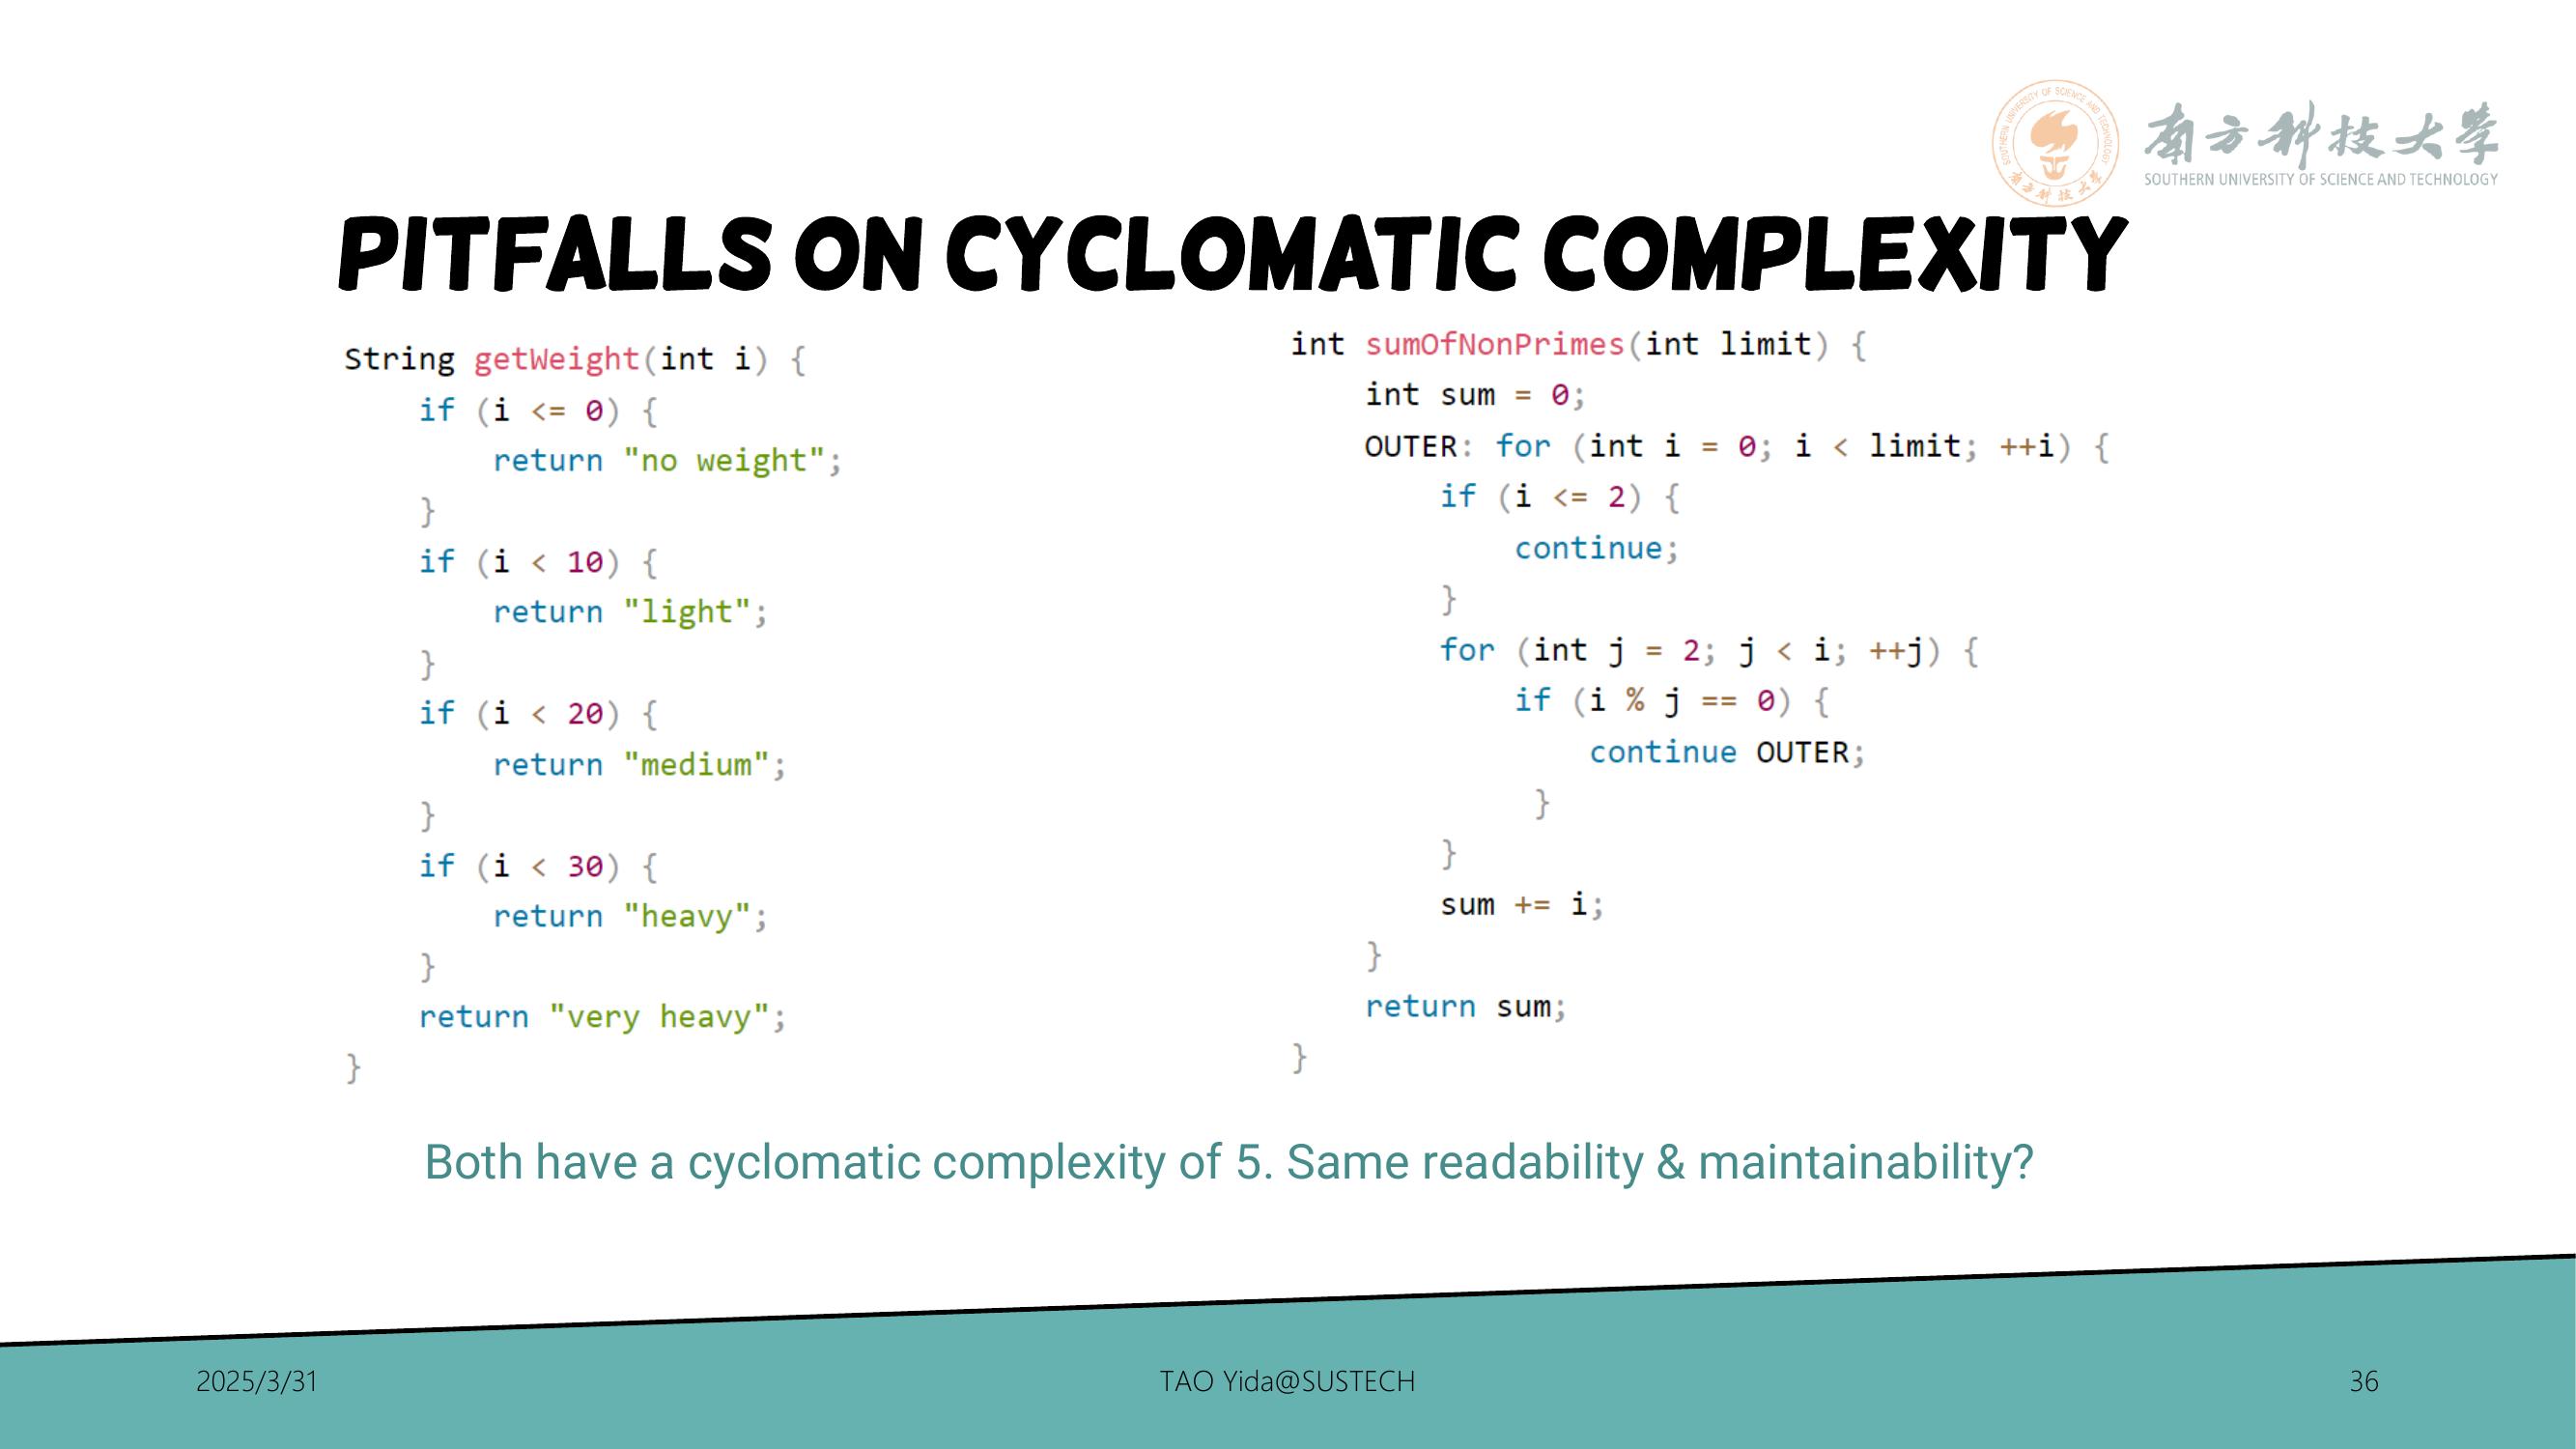 南方科技大学
SOUTHERN UNIVERSITY OF SCIENCE AND TECHNOLOGY
PITFALLS ON CYCLOMATIC COMPLEXITY
String getWeight(int i) {
    if (i <= 0) {
        return "no weight";
    }
    if (i < 10) {
        return "light";
    }
    if (i < 20) {
        return "medium";
    }
    if (i < 30) {
        return "heavy";
    }
    return "very heavy";
}
int sumOfNonPrimes(int limit) {
    int sum = 0;
    OUTER: for (int i = 0; i < limit; ++i) {
        if (i <= 2) {
            continue;
        }
        for (int j = 2; j < i; ++j) {
            if (i % j == 0) {
                continue OUTER;
             }
        }
        sum += i;
    }
    return sum;
}
Both have a cyclomatic complexity of 5. Same readability & maintainability?
2025/3/31
TAO Yida@SUSTECH
36